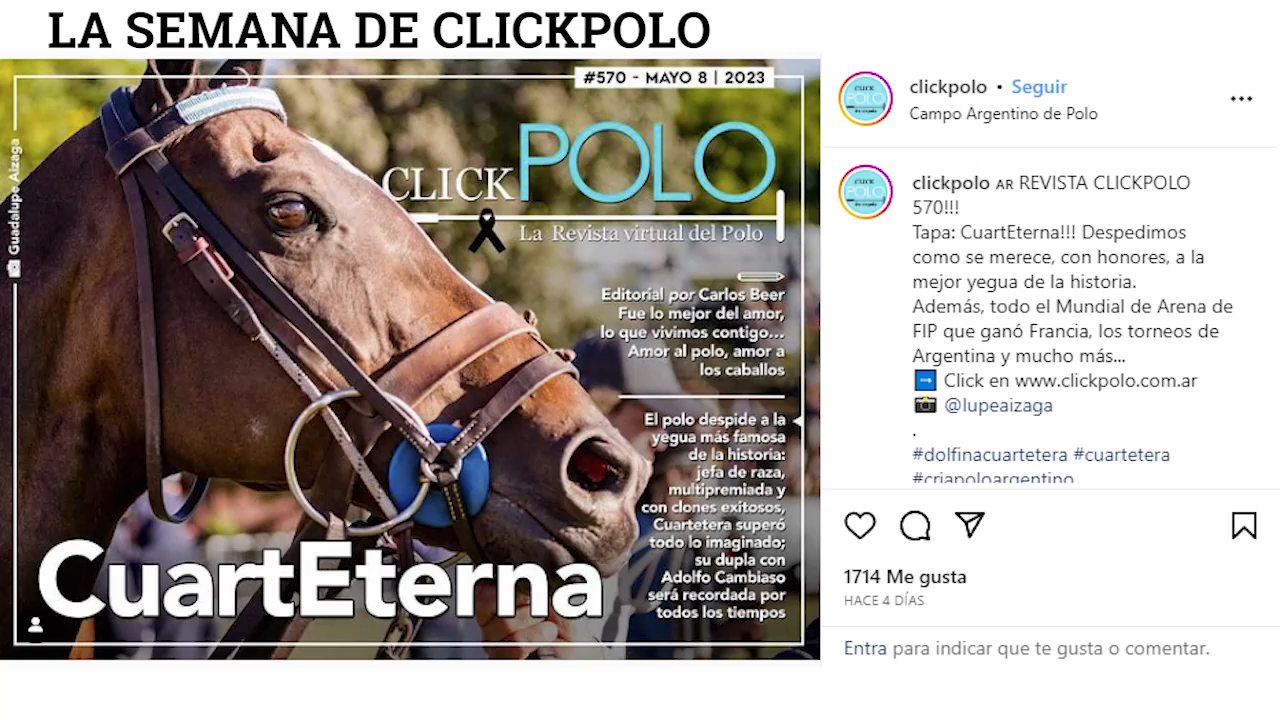 LA SEMANA DE CLICKPOLO
#570 - MAYO 8 | 2023
Guadalupe Aizaga
CLICKPOLO
La Revista virtual del Polo
Editorial por Carlos Beer
Fue lo mejor del amor,
lo que vivimos contigo...
Amor al polo, amor a
los caballos
El polo despide a la
yegua más famosa
de la historia:
jefa de raza,
multipremiada y
con clones exitosos,
Cuartetera superó
todo lo imaginado;
su dupla con
Adolfo Cambiaso
será recordada por
todos los tiempos
CuartEterna
clickpolo • Seguir
Campo Argentino de Polo
CLICK
POLO
clickpolo AR REVISTA CLICKPOLO
570!!!
Tapa: CuartEterna!!! Despedimos
como se merece, con honores, a la
mejor yegua de la historia.
Además, todo el Mundial de Arena de
FIP que ganó Francia, los torneos de
Argentina y mucho más...
➡ Click en www.clickpolo.com.ar
📷 @lupeaizaga
.
#dolfinacuartetera #cuartetera
#criapoloargentino
1714 Me gusta
HACE 4 DÍAS
Entra para indicar que te gusta o comentar.